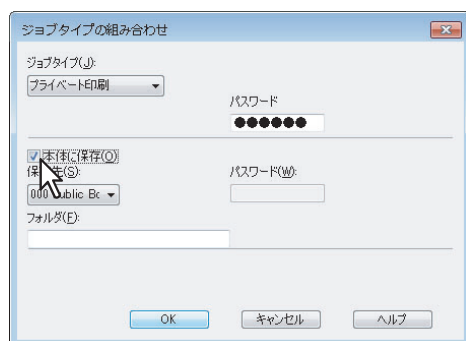 ジョブタイプの組み合わせ
ジョブタイプ(J):
プライベート印刷
パスワード
●●●●●●
本体に保存(O)
保存先(S):
パスワード(W):
000 Public Bc
フォルダ(F):
OK キャンセル ヘルプ